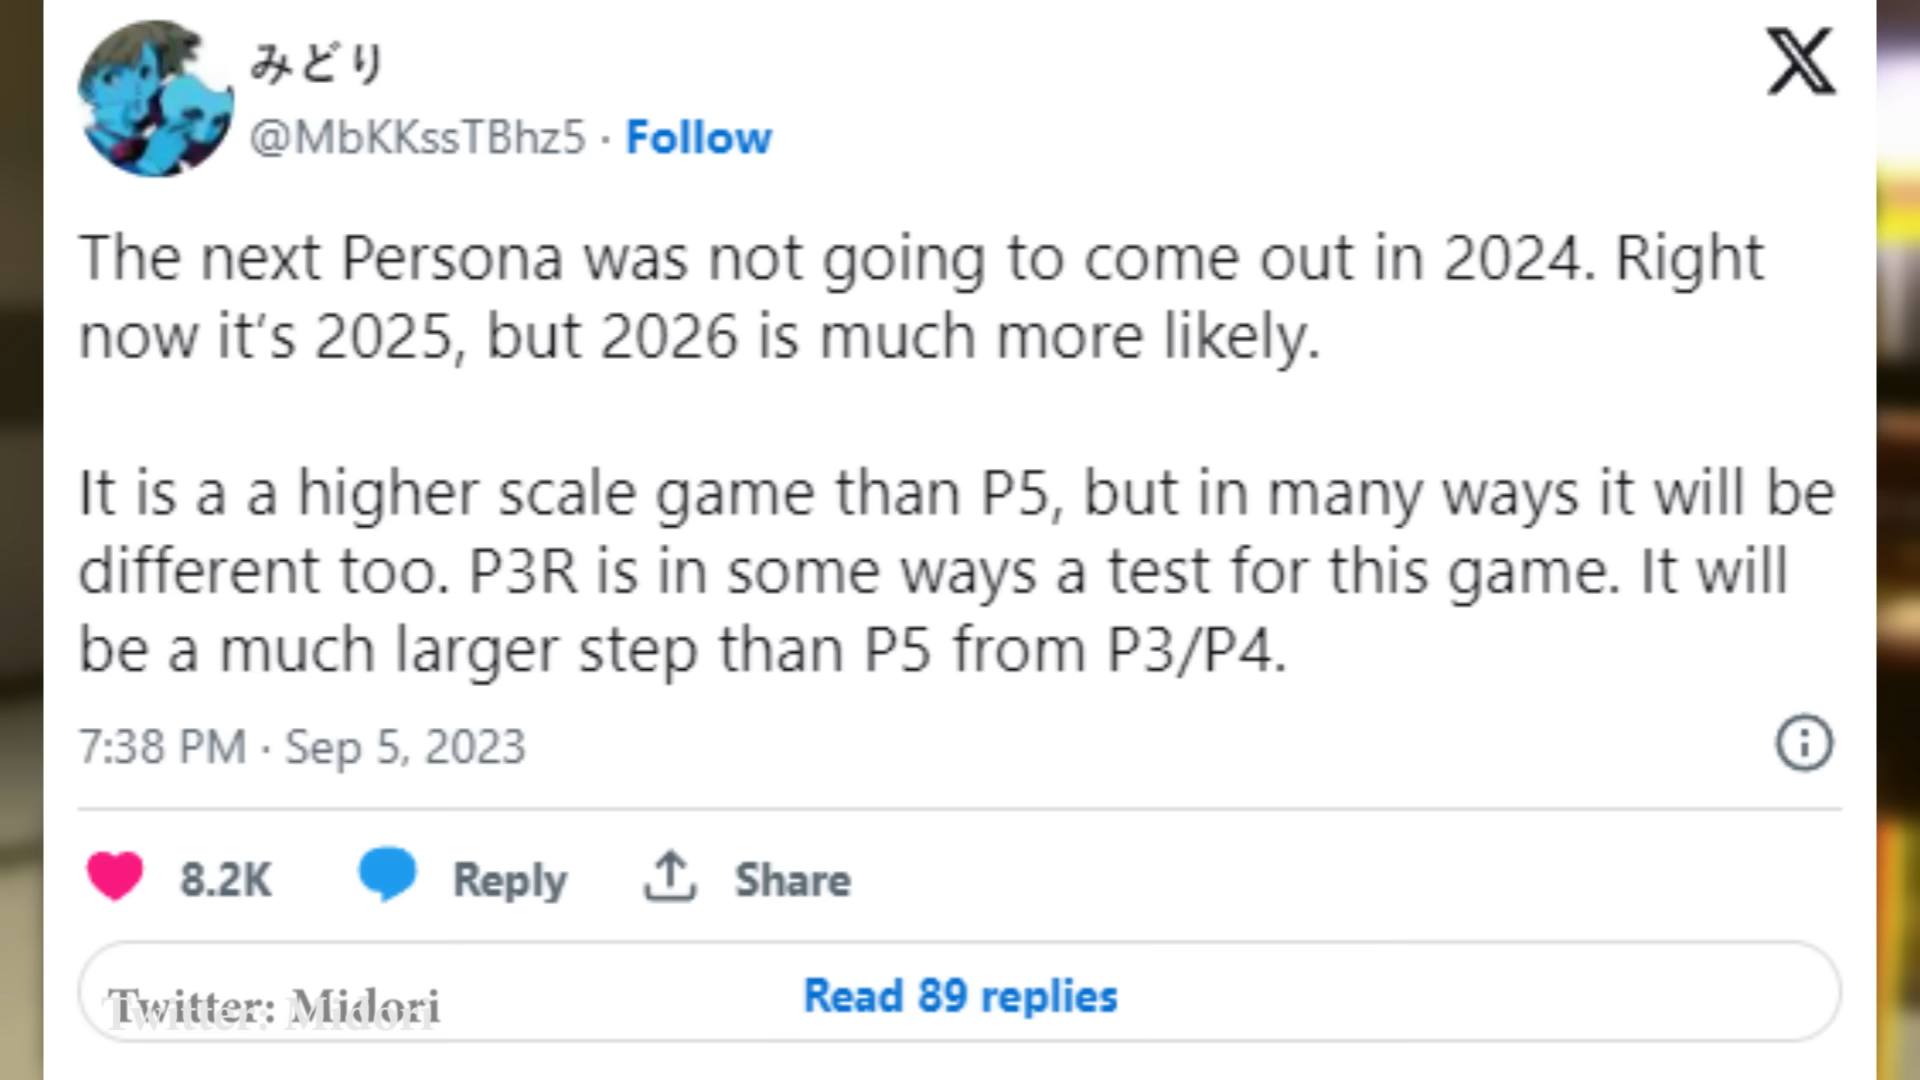 みどり
@MbKKssTBhz5 · Follow
The next Persona was not going to come out in 2024. Right
now it's 2025, but 2026 is much more likely.
It is a a higher scale game than P5, but in many ways it will be
different too. P3R is in some ways a test for this game. It will
be a much larger step than P5 from P3/P4.
7:38 PM · Sep 5, 2023
8.2K Reply Share
Read 89 replies
Twitter: Midori